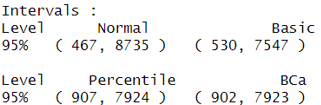 Intervals :
Level      Normal              Basic
95%   ( 467, 8735 )   ( 530, 7547 )
Level     Percentile            BCa
95%   ( 907, 7924 )   ( 902, 7923 )